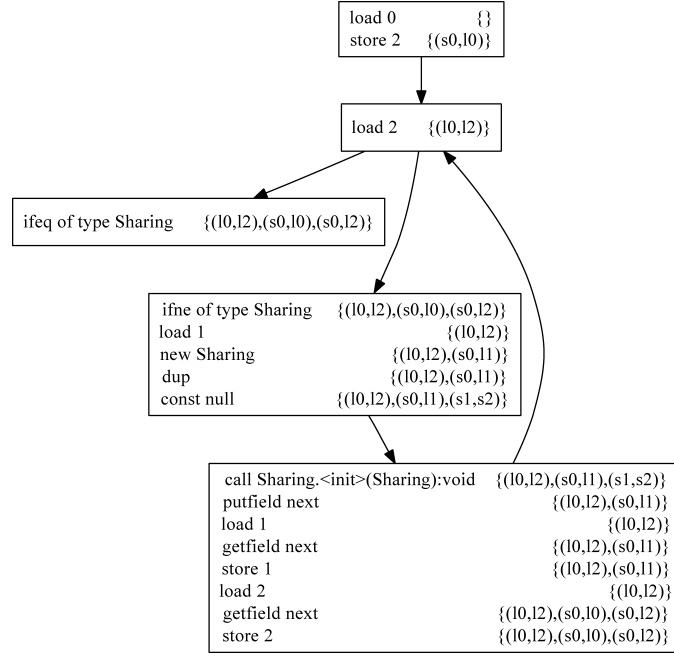 load 0 {}
store 2 {(s0,l0)}
load 2 {(l0,l2)}
ifeq of type Sharing {(l0,l2),(s0,l0),(s0,l2)}
ifne of type Sharing {(l0,l2),(s0,l0),(s0,l2)}
load 1 {(l0,l2)}
new Sharing {(l0,l2),(s0,l1)}
dup {(l0,l2),(s0,l1)}
const null {(l0,l2),(s0,l1),(s1,s2)}
call Sharing.<init>(Sharing):void {(l0,l2),(s0,l1),(s1,s2)}
putfield next {(l0,l2),(s0,l1)}
load 1 {(l0,l2)}
getfield next {(l0,l2),(s0,l1)}
store 1 {(l0,l2),(s0,l1)}
load 2 {(l0,l2)}
getfield next {(l0,l2),(s0,l0),(s0,l2)}
store 2 {(l0,l2),(s0,l0),(s0,l2)}